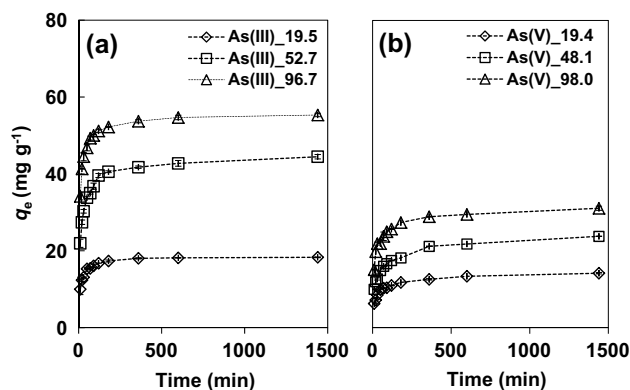 80
60
40
20
0
qe (mg g-1)
(a)
As(III)_19.5
As(III)_52.7
As(III)_96.7
0
500
1000
1500
Time (min)
(b)
As(V)_19.4
As(V)_48.1
As(V)_98.0
0
500
1000
1500
Time (min)